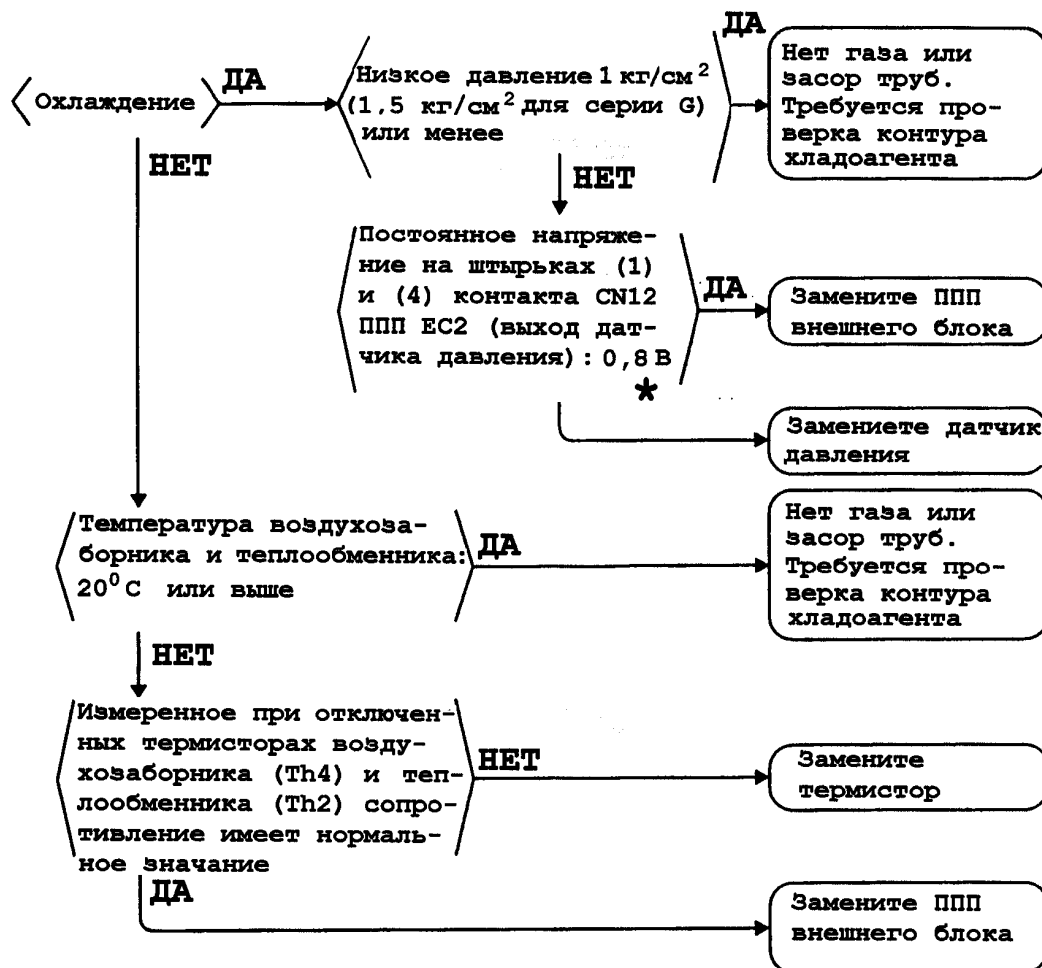 Охлаждение
ДА
Низкое давление 1 кг/см²
(1,5 кг/см² для серии G)
или менее
ДА
Нет газа или
засор труб.
Требуется про-
верка контура
хладоагента
НЕТ
НЕТ
Постоянное напряже-
ние на штырьках (1)
и (4) контакта CN12
ППП EC2 (выход дат-
чика давления): 0,8 В
*
ДА
Замените ППП
внешнего блока
Замениете датчик
давления
Температура воздухоза-
борника и теплообменника:
20⁰ C или выше
ДА
Нет газа или
засор труб.
Требуется про-
верка контура
хладоагента
НЕТ
Измеренное при отключен-
ных термисторах возду-
хозаборника (Th4) и теп-
лообменника (Th2) сопро-
тивление имеет нормаль-
ное значание
НЕТ
Замените
термистор
ДА
Замените ППП
внешнего блока